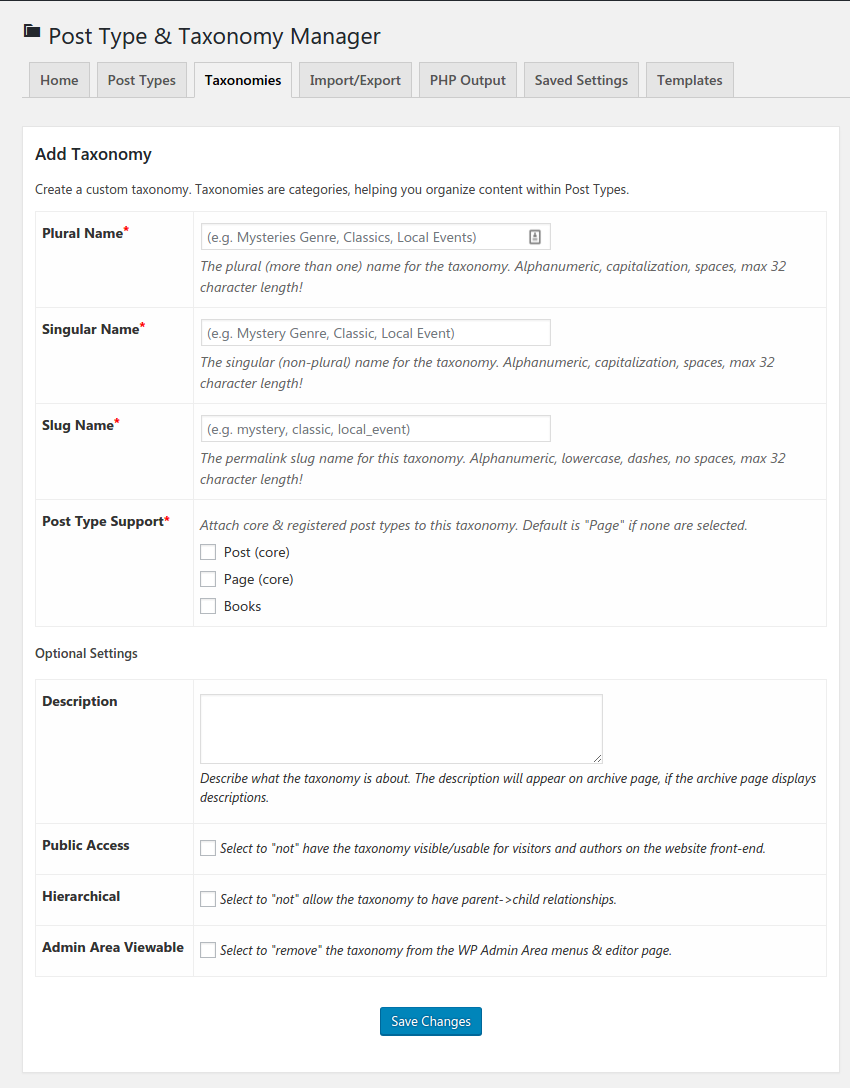 Post Type & Taxonomy Manager
Home
Post Types
Taxonomies
Import/Export
PHP Output
Saved Settings
Templates
Add Taxonomy
Create a custom taxonomy. Taxonomies are categories, helping you organize content within Post Types.
Plural Name*
(e.g. Mysteries Genre, Classics, Local Events)
The plural (more than one) name for the taxonomy. Alphanumeric, capitalization, spaces, max 32
character length!
Singular Name*
(e.g. Mystery Genre, Classic, Local Event)
The singular (non-plural) name for the taxonomy. Alphanumeric, capitalization, spaces, max 32
character length!
Slug Name*
(e.g. mystery, classic, local_event)
The permalink slug name for this taxonomy. Alphanumeric, lowercase, dashes, no spaces, max 32
character length!
Post Type Support*
Attach core & registered post types to this taxonomy. Default is "Page" if none are selected.
Post (core)
Page (core)
Books
Optional Settings
Description
Describe what the taxonomy is about. The description will appear on archive page, if the archive page displays
descriptions.
Public Access
Select to "not" have the taxonomy visible/usable for visitors and authors on the website front-end.
Hierarchical
Select to "not" allow the taxonomy to have parent->child relationships.
Admin Area Viewable
Select to "remove" the taxonomy from the WP Admin Area menus & editor page.
Save Changes